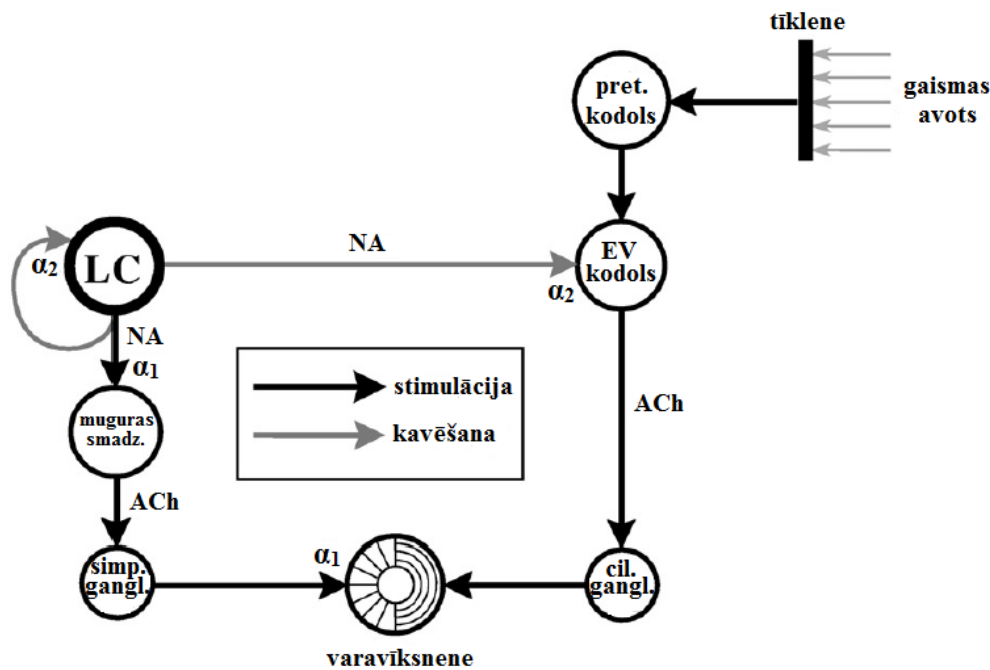 tīklene
pret.
kodols
gaismas
avots
NA
EV
kodols
α2
LC
α2
NA
α1
stimulācija
ACh
muguras
smadz.
kavēšana
ACh
α1
simp.
gangl.
cil.
gangl.
varavīksnene